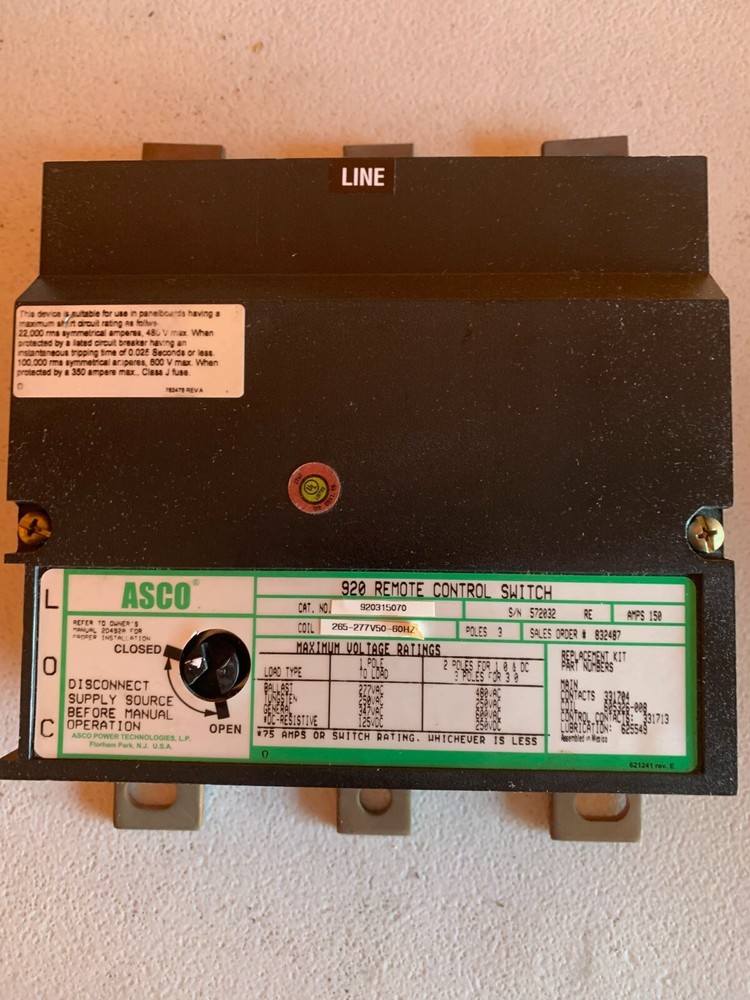 LINE
This device is suitable for use in panelboards having a
maximum short circuit rating as follws:
22,000 rms symmetrical amperes, 480 V max. When
protected by a listed circuit breaker having an
instantaneous tripping time of 0.025 Seconds or less.
100,000 rms symmetrical amperes, 600 V max. When
protected by a 350 ampere max., Class J fuse.
UL
L
O
C
ASCO®
REFER TO OWNER'S
MANUAL 2D492A FOR
PROPER INSTALLATION
CLOSED
DISCONNECT
SUPPLY SOURCE
BEFORE MANUAL
OPERATION
OPEN
ASCO POWER TECHNOLOGIES, L.P.
Florham Park, N.J. U.S.A.
920 REMOTE CONTROL SWITCH
CAT. NO. 920315070 S/N 572032 RE AMPS 150
COIL 265-277V50-60HZ POLES 3 SALES ORDER # 832487
MAXIMUM VOLTAGE RATINGS
LOAD TYPE
1 POLE
TO LOAD
2 POLES FOR 1 Ø & DC
3 POLES FOR 3 Ø
BALLAST 277VAC 480VAC
TUNGSTEN
GENERAL 347VAC 600VAC
VDC-RESISTIVE 125VDC 250VDC
*75 AMPS OR SWITCH RATING, WHICHEVER IS LESS
REPLACEMENT KIT
PART NUMBERS
MAIN
CONTACTS 331704
CONTROL CONTACTS: 331713
LUBRICATION: 625549
Assembled in Mexico
621241 rev. E